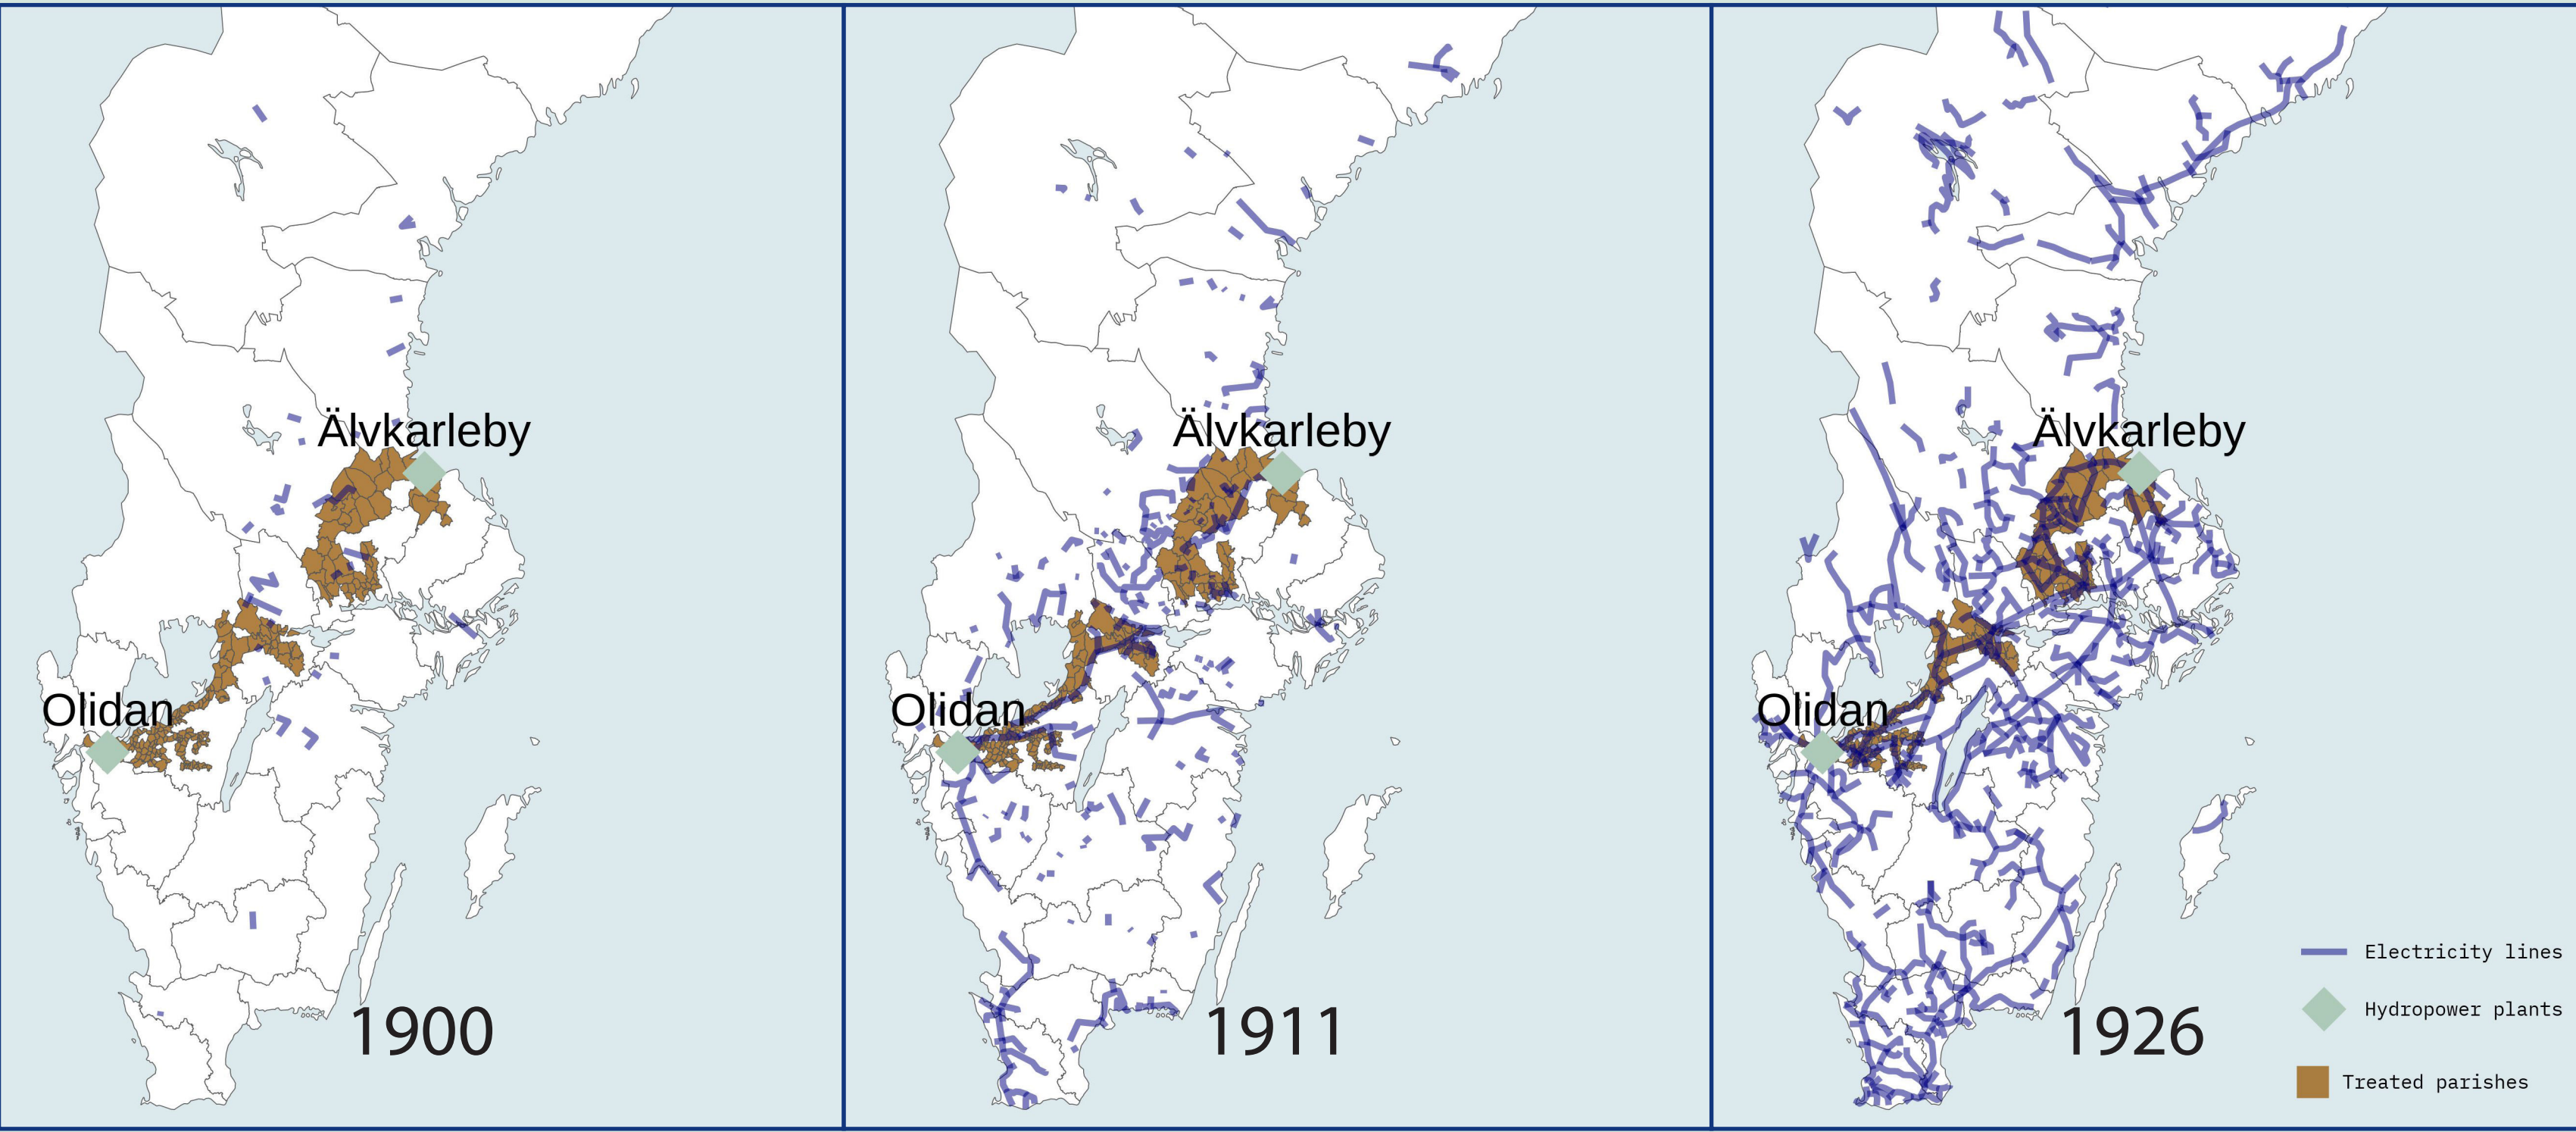 Älvkarleby
Olidan
1900
Älvkarleby
Olidan
1911
Älvkarleby
Olidan
1926
Electricity lines
Hydropower plants
Treated parishes